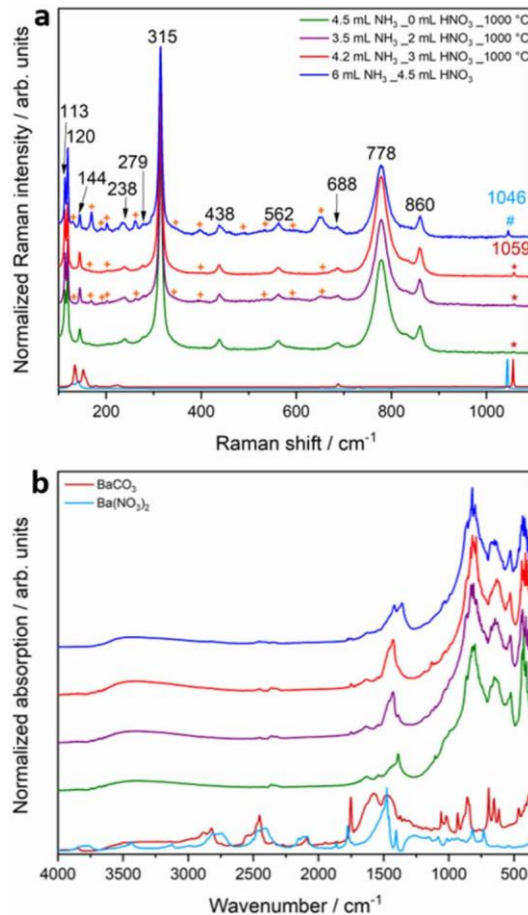 a
4.5 mL NH₃ _0 mL HNO₃ _1000 °C
3.5 mL NH₃ _2 mL HNO₃ _1000 °C
4.2 mL NH₃ _3 mL HNO₃ _1000 °C
6 mL NH₃ _4.5 mL HNO₃
315
113
120
144
279
238
438
562
688
778
860
1046
#
1059
*
*
*
Normalized Raman intensity / arb. units
200 400 600 800 1000
Raman shift / cm⁻¹
b
BaCO₃
Ba(NO₃)₂
Normalized absorption / arb. units
4000 3500 3000 2500 2000 1500 1000 500
Wavenumber / cm⁻¹